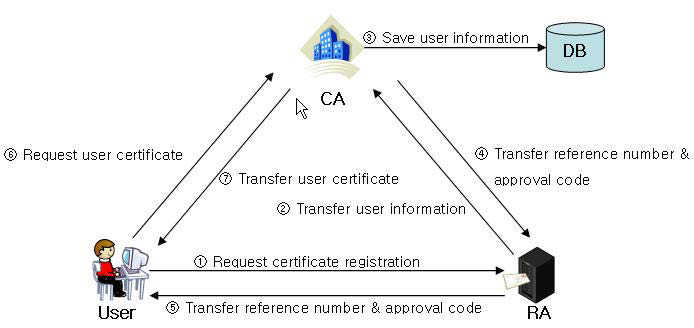 ③ Save user information
DB
CA
⑥ Request user certificate
④ Transfer reference number &
approval code
⑦ Transfer user certificate
② Transfer user information
① Request certificate registration
User
⑤ Transfer reference number & approval code
RA